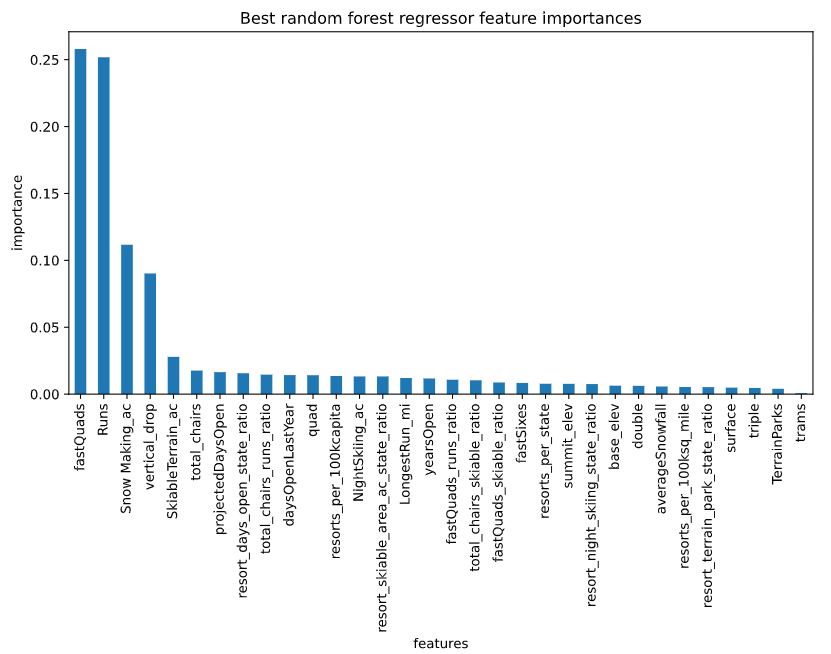 Best random forest regressor feature importances
importance
0.25
0.20
0.15
0.10
0.05
0.00
fastQuads
Runs
Snow Making_ac
vertical_drop
SkiableTerrain_ac
total_chairs
projectedDaysOpen
resort_days_open_state_ratio
total_chairs_runs_ratio
daysOpenLastYear
quad
resorts_per_100kcapita
NightSkiing_ac
resort_skiable_area_ac_state_ratio
LongestRun_mi
yearsOpen
fastQuads_runs_ratio
total_chairs_skiable_ratio
fastQuads_skiable_ratio
fastSixes
resorts_per_state
summit_elev
resort_night_skiing_state_ratio
base_elev
double
averageSnowfall
resorts_per_100ksq_mile
resort_terrain_park_state_ratio
surface
triple
TerrainParks
trams
features